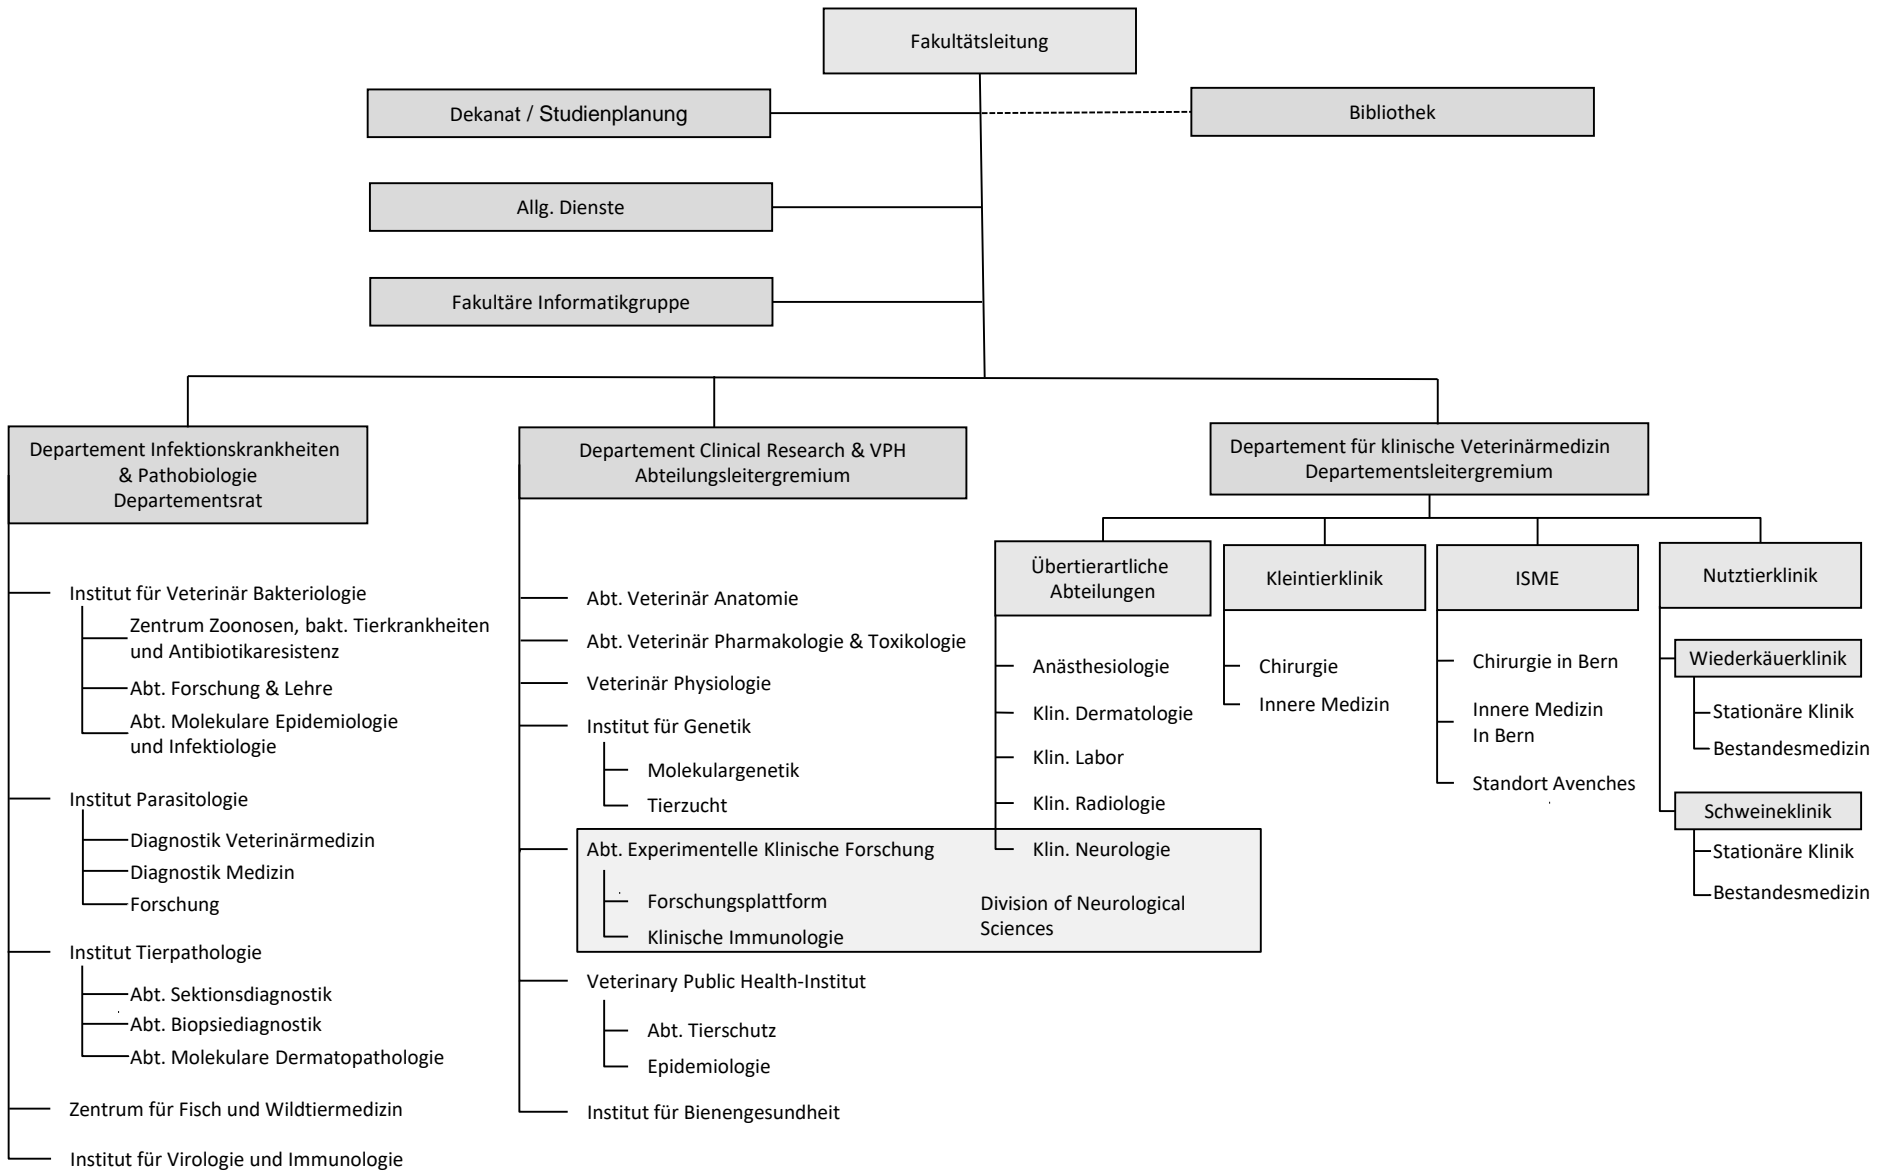 Fakultätsleitung
Dekanat / Studienplanung
Bibliothek
Allg. Dienste
Fakultäre Informatikgruppe
Departement Infektionskrankheiten
& Pathobiologie
Departementsrat
Institut für Veterinär Bakteriologie
Zentrum Zoonosen, bakt. Tierkrankheiten
und Antibiotikaresistenz
Abt. Forschung & Lehre
Abt. Molekulare Epidemiologie
und Infektiologie
Institut Parasitologie
Diagnostik Veterinärmedizin
Diagnostik Medizin
Forschung
Institut Tierpathologie
Abt. Sektionsdiagnostik
Abt. Biopsiediagnostik
Abt. Molekulare Dermatopathologie
Zentrum für Fisch und Wildtiermedizin
Institut für Virologie und Immunologie
Departement Clinical Research & VPH
Abteilungsleitergremium
Abt. Veterinär Anatomie
Abt. Veterinär Pharmakologie & Toxikologie
Veterinär Physiologie
Institut für Genetik
Molekulargenetik
Tierzucht
Abt. Experimentelle Klinische Forschung
Forschungsplattform
Klinische Immunologie
Division of Neurological
Sciences
Veterinary Public Health-Institut
Abt. Tierschutz
Epidemiologie
Institut für Bienengesundheit
Departement für klinische Veterinärmedizin
Departementsleitergremium
Übertierartliche
Abteilungen
Anästhesiologie
Klin. Dermatologie
Klin. Labor
Klin. Radiologie
Klin. Neurologie
Kleintierklinik
Chirurgie
Innere Medizin
ISME
Chirurgie in Bern
Innere Medizin
In Bern
Standort Avenches
Nutztierklinik
Wiederkäuerklinik
Stationäre Klinik
Bestandesmedizin
Schweineklinik
Stationäre Klinik
Bestandesmedizin